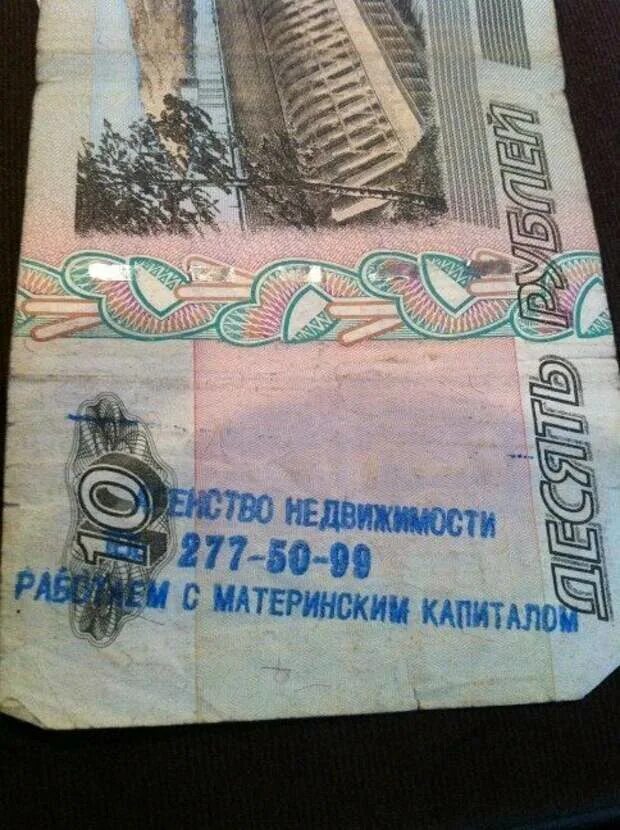 ДЕСЯТЬ РУБЛЕЙ
10
АГЕНСТВО НЕДВИЖИМОСТИ
277-50-99
РАБОТАЕМ С МАТЕРИНСКИМ КАПИТАЛОМ